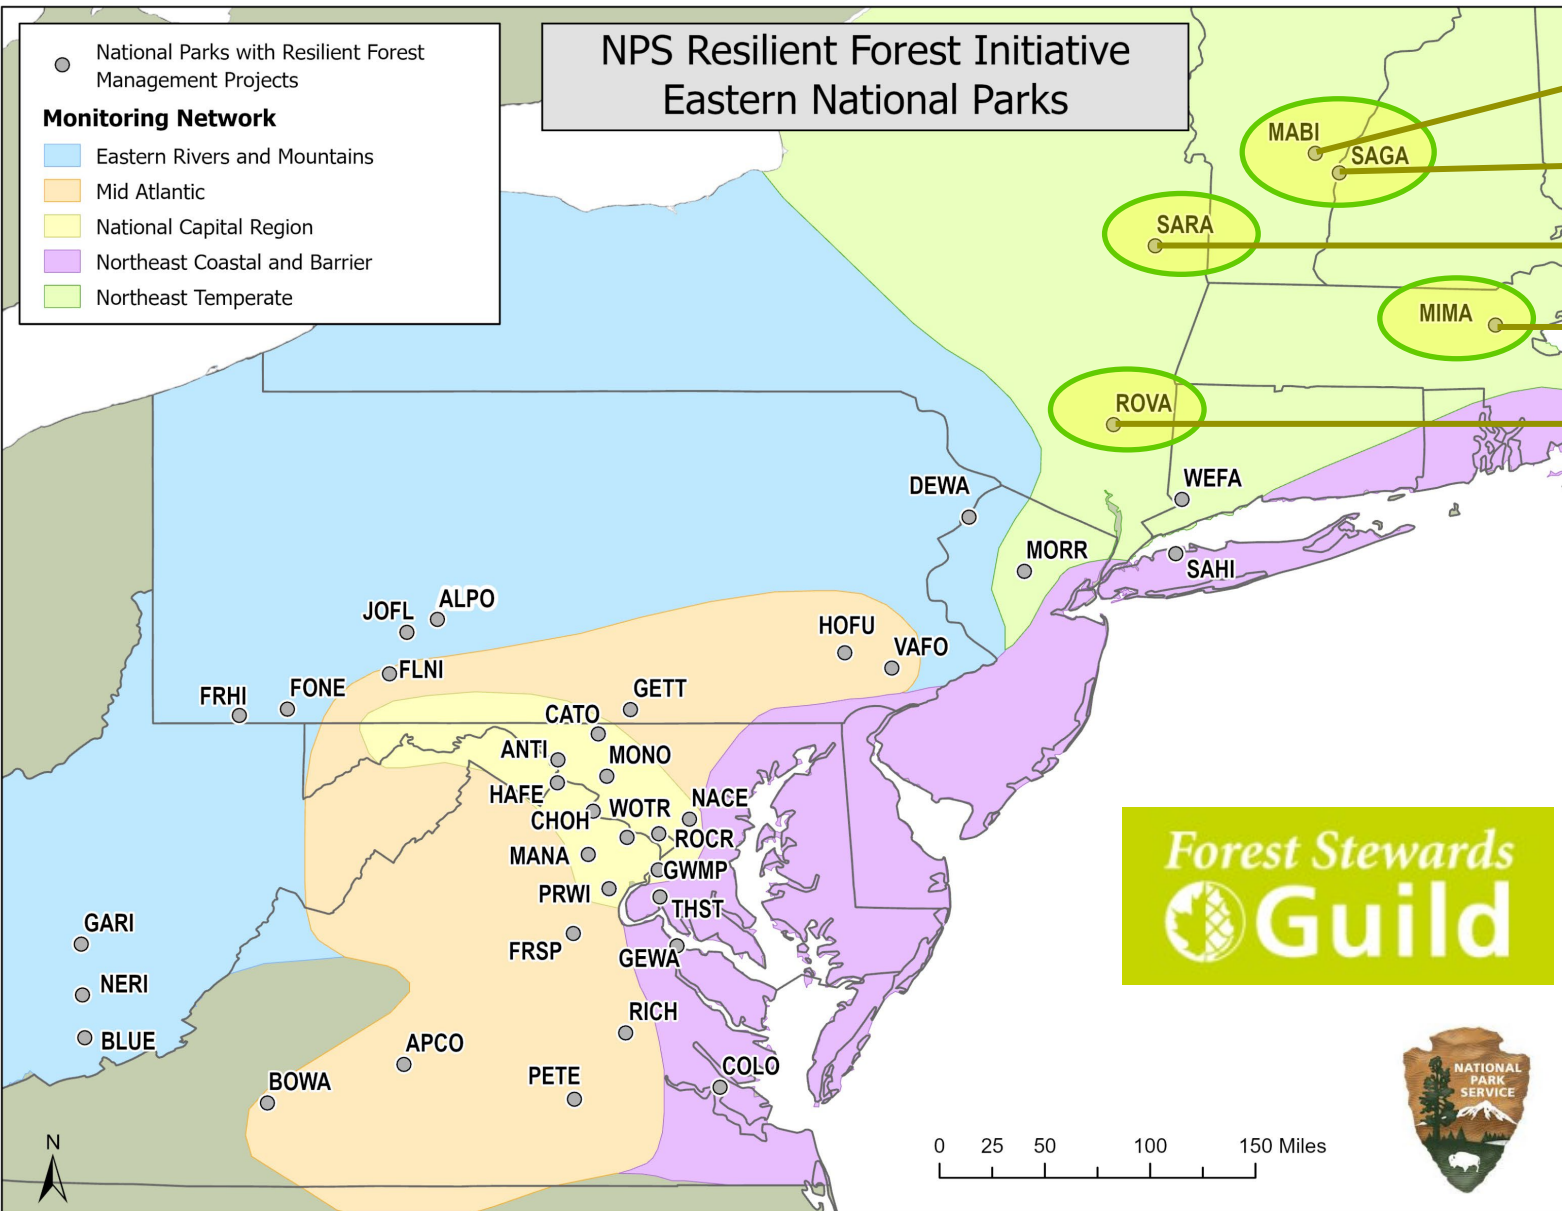 NPS Resilient Forest Initiative
Eastern National Parks
National Parks with Resilient Forest
Management Projects
Monitoring Network
Eastern Rivers and Mountains
Mid Atlantic
National Capital Region
Northeast Coastal and Barrier
Northeast Temperate
MABI
SAGA
SARA
MIMA
ROVA
WEFA
DEWA
MORR
SAHI
ALPO
JOFL
HOFU
VAFO
FLNI
FONE
FRHI
GETT
CATO
ANTI
MONO
HAFE
WOTR
NACE
CHOH
ROCR
MANA
GWMP
PRWI
THST
GARI
FRSP
GEWA
NERI
RICH
BLUE
APCO
COLO
BOWA
PETE
Forest Stewards
Guild
NATIONAL
PARK
SERVICE
N
0 25 50 100 150 Miles